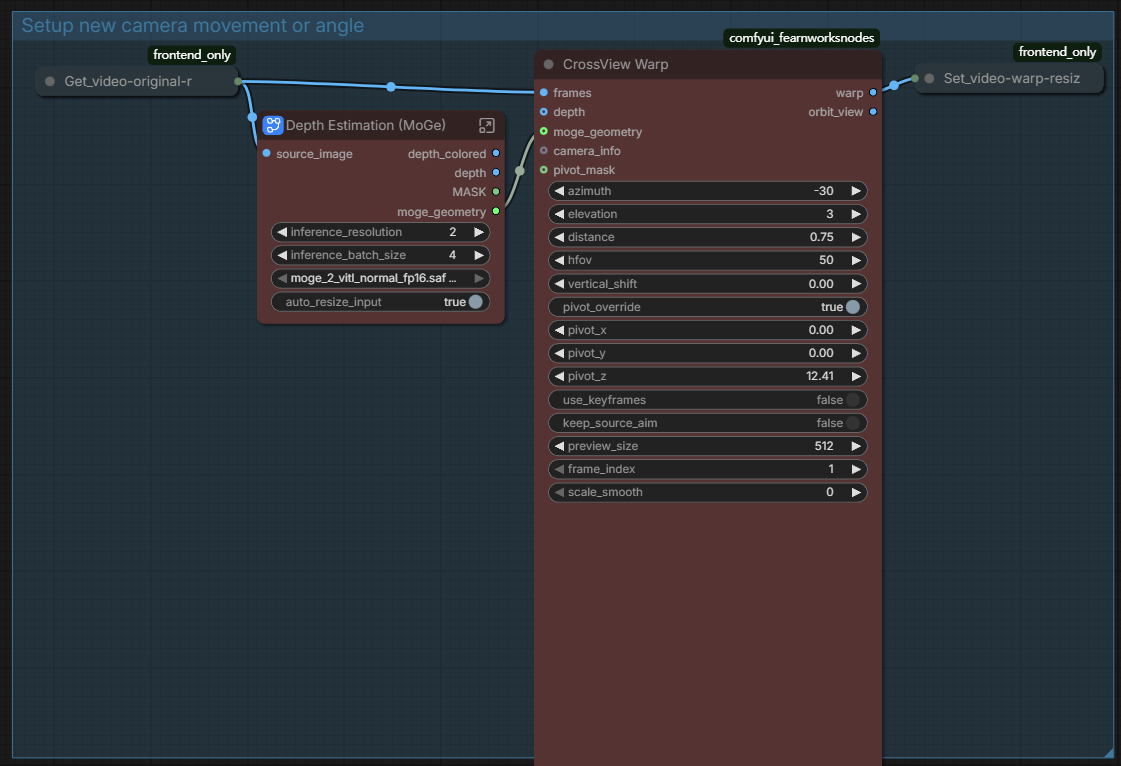 Setup new camera movement or angle
frontend_only
Get_video-original-r
comfyui_fearnworksnodes
frontend_only
Set_video-warp-resiz
Depth Estimation (MoGe)
source_image
depth_colored
depth
MASK
moge_geometry
inference_resolution 2
inference_batch_size 4
moge_2_vitl_normal_fp16.saf ...
auto_resize_input true
CrossView Warp
frames
warp
depth
orbit_view
moge_geometry
camera_info
pivot_mask
azimuth -30
elevation 3
distance 0.75
hfov 50
vertical_shift 0.00
pivot_override true
pivot_x 0.00
pivot_y 0.00
pivot_z 12.41
use_keyframes false
keep_source_aim false
preview_size 512
frame_index 1
scale_smooth 0